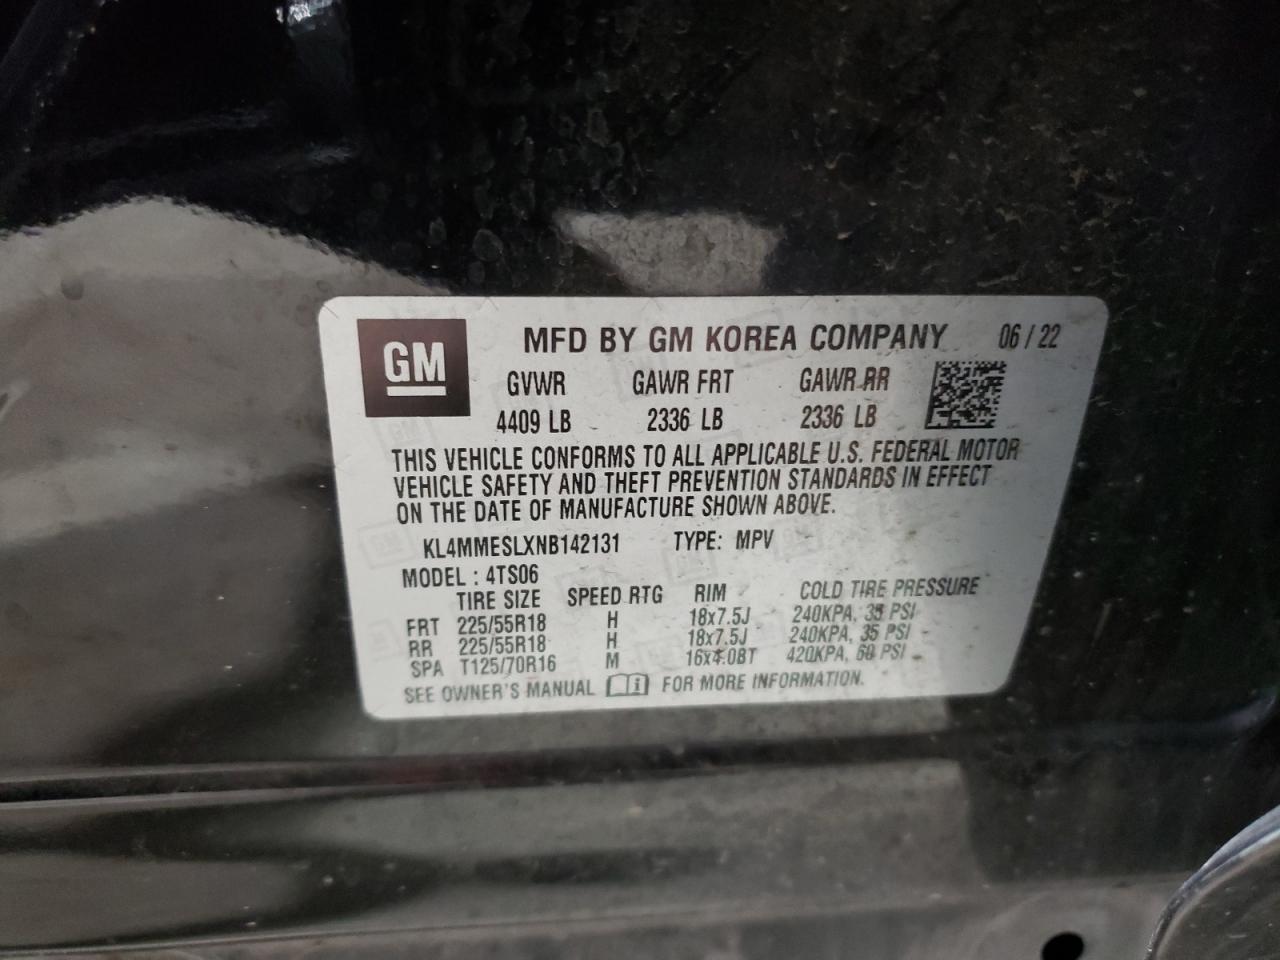 GM
MFD BY GM KOREA COMPANY 06/22
GVWR GAWR FRT GAWR RR
4409 LB 2336 LB 2336 LB
THIS VEHICLE CONFORMS TO ALL APPLICABLE U.S. FEDERAL MOTOR
VEHICLE SAFETY AND THEFT PREVENTION STANDARDS IN EFFECT
ON THE DATE OF MANUFACTURE SHOWN ABOVE.
KL4MMESLXNB142131 TYPE: MPV
MODEL : 4TS06
TIRE SIZE SPEED RTG RIM COLD TIRE PRESSURE
FRT 225/55R18 H 18x7.5J 240KPA, 35 PSI
RR 225/55R18 H 18x7.5J 240KPA, 35 PSI
SPA T125/70R16 M 16x4.0BT 420KPA, 60 PSI
SEE OWNER'S MANUAL FOR MORE INFORMATION.